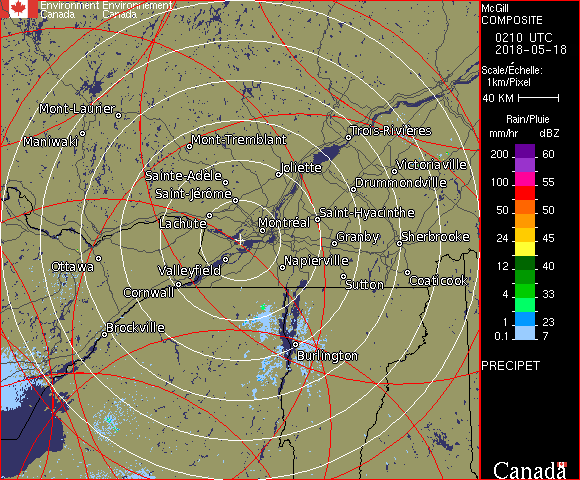 Environment Environnement
Canada Canada
McGill
COMPOSITE
0210 UTC
2018-05-18
Scale/Échelle:
1km/Pixel
40 KM
Rain/Pluie
mm/hr dBZ
200 60
100 55
50 50
24 45
12 40
4 33
1 23
0.1 7
PRECIPET
Canada
Mont-Laurier
Maniwaki
Mont-Tremblant
Trois-Rivières
Sainte-Adèle
Joliette
Victoriaville
Saint-Jérôme
Drummondville
Lachute
Montréal
Saint-Hyacinthe
Granby
Sherbrooke
Ottawa
Valleyfield
Napierville
Cornwall
Sutton
Coaticook
Brockville
Burlington